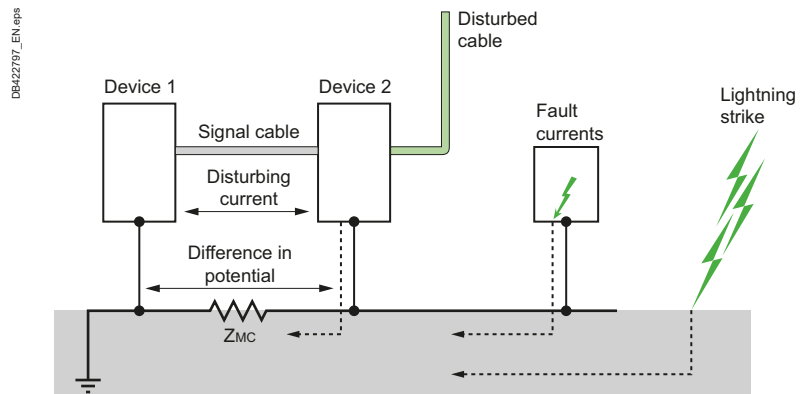 DB422797_EN.eps
Disturbed
cable
Device 1
Device 2
Lightning
strike
Fault
currents
Signal cable
Disturbing
current
Difference in
potential
ZMC